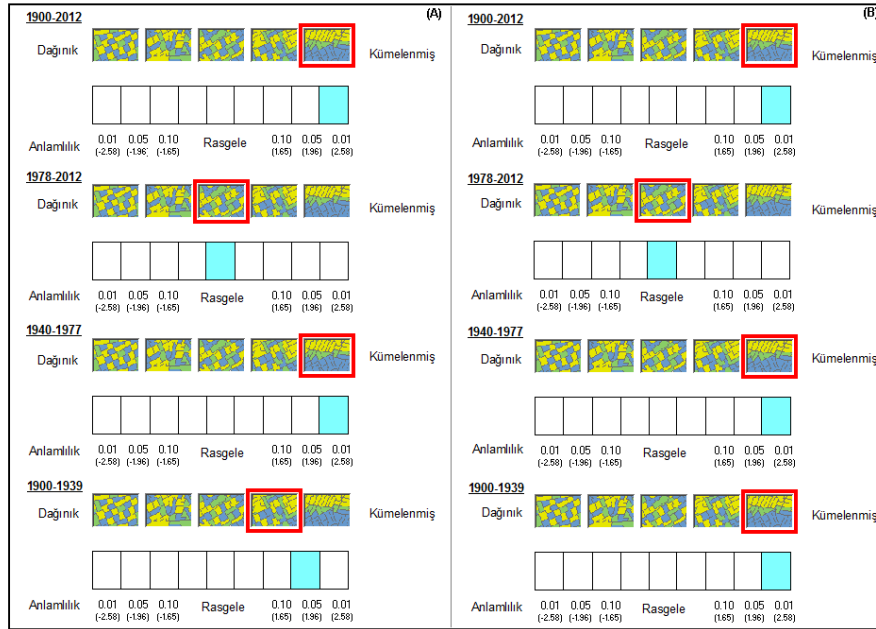 (A)
1900-2012
Dağınık
Kümelenmiş
Anlamlılık 0.01 0.05 0.10 Rasgele 0.10 0.05 0.01
(-2.58) (-1.96) (-1.65) (1.65) (1.96) (2.58)
1978-2012
Dağınık
Kümelenmiş
Anlamlılık 0.01 0.05 0.10 Rasgele 0.10 0.05 0.01
(-2.58) (-1.96) (-1.65) (1.65) (1.96) (2.58)
1940-1977
Dağınık
Kümelenmiş
Anlamlılık 0.01 0.05 0.10 Rasgele 0.10 0.05 0.01
(-2.58) (-1.96) (-1.65) (1.65) (1.96) (2.58)
1900-1939
Dağınık
Kümelenmiş
Anlamlılık 0.01 0.05 0.10 Rasgele 0.10 0.05 0.01
(-2.58) (-1.96) (-1.65) (1.65) (1.96) (2.58)
(B)
1900-2012
Dağınık
Kümelenmiş
Anlamlılık 0.01 0.05 0.10 Rasgele 0.10 0.05 0.01
(-2.58) (-1.96) (-1.65) (1.65) (1.96) (2.58)
1978-2012
Dağınık
Kümelenmiş
Anlamlılık 0.01 0.05 0.10 Rasgele 0.10 0.05 0.01
(-2.58) (-1.96) (-1.65) (1.65) (1.96) (2.58)
1940-1977
Dağınık
Kümelenmiş
Anlamlılık 0.01 0.05 0.10 Rasgele 0.10 0.05 0.01
(-2.58) (-1.96) (-1.65) (1.65) (1.96) (2.58)
1900-1939
Dağınık
Kümelenmiş
Anlamlılık 0.01 0.05 0.10 Rasgele 0.10 0.05 0.01
(-2.58) (-1.96) (-1.65) (1.65) (1.96) (2.58)